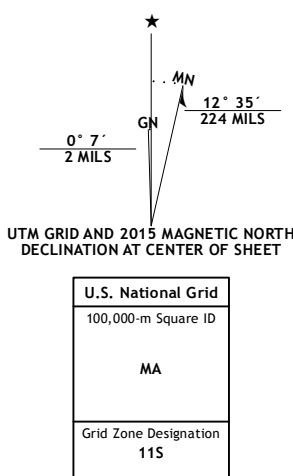 ★
MN
GN
12° 35´
224 MILS
0° 7´
2 MILS
UTM GRID AND 2015 MAGNETIC NORTH
DECLINATION AT CENTER OF SHEET
U.S. National Grid
100,000-m Square ID
MA
Grid Zone Designation
11S